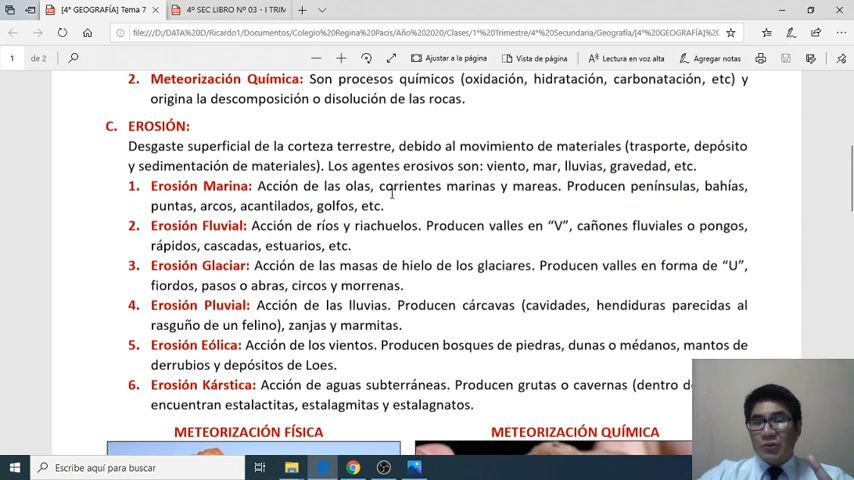 [4° GEOGRAFÍA] Tema 7
4º SEC LIBRO Nº 03 - I TRIM
file:///D:/DATA D/Ricardo1/Documentos/Colegio Regina Pacis/Año%202020/Clases/1°Trimestre/4°Secundaria/Geografía/[4°GEOGRAFIA]%2C
1 de 2 Ajustar a la página Vista de página Leer en voz alta Agregar notas
2. Meteorización Química: Son procesos químicos (oxidación, hidratación, carbonatación, etc) y
origina la descomposición o disolución de las rocas.
C. EROSIÓN:
Desgaste superficial de la corteza terrestre, debido al movimiento de materiales (trasporte, depósito
y sedimentación de materiales). Los agentes erosivos son: viento, mar, lluvias, gravedad, etc.
1. Erosión Marina: Acción de las olas, corrientes marinas y mareas. Producen penínsulas, bahías,
puntas, arcos, acantilados, golfos, etc.
2. Erosión Fluvial: Acción de ríos y riachuelos. Producen valles en “V”, cañones fluviales o pongos,
rápidos, cascadas, estuarios, etc.
3. Erosión Glaciar: Acción de las masas de hielo de los glaciares. Producen valles en forma de “U”,
fiordos, pasos o abras, circos y morrenas.
4. Erosión Pluvial: Acción de las lluvias. Producen cárcavas (cavidades, hendiduras parecidas al
rasguño de un felino), zanjas y marmitas.
5. Erosión Eólica: Acción de los vientos. Producen bosques de piedras, dunas o médanos, mantos de
derrubios y depósitos de Loes.
6. Erosión Kárstica: Acción de aguas subterráneas. Producen grutas o cavernas (dentro
encuentran estalactitas, estalagmitas y estalagnatos.
METEORIZACIÓN FÍSICA METEORIZACIÓN QUÍMICA
Escribe aquí para buscar